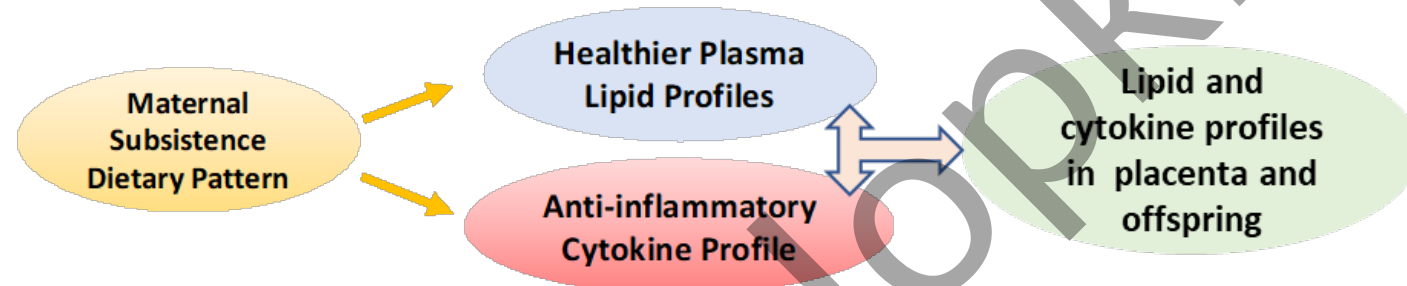 Maternal
Subsistence
Dietary Pattern
Healthier Plasma
Lipid Profiles
Anti-inflammatory
Cytokine Profile
Lipid and
cytokine profiles
in placenta and
offspring